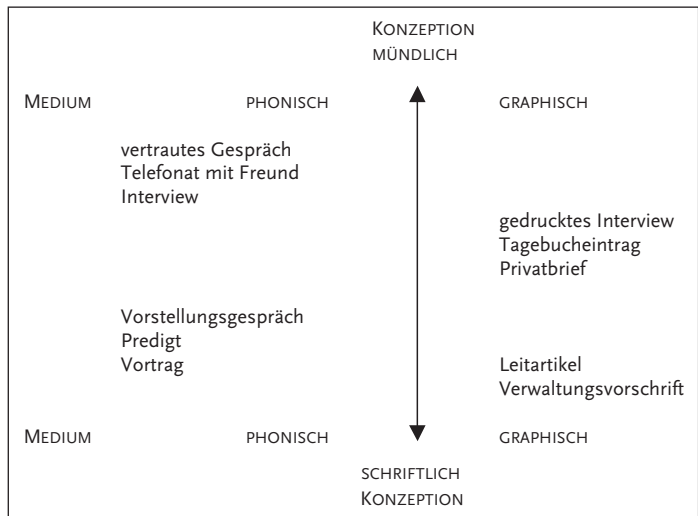 KONZEPTION
MÜNDLICH
MEDIUM PHONISCH GRAPHISCH
vertrautes Gespräch
Telefonat mit Freund
Interview
gedrucktes Interview
Tagebucheintrag
Privatbrief
Vorstellungsgespräch
Predigt
Vortrag
Leitartikel
Verwaltungsvorschrift
MEDIUM PHONISCH GRAPHISCH
SCHRIFTLICH
KONZEPTION